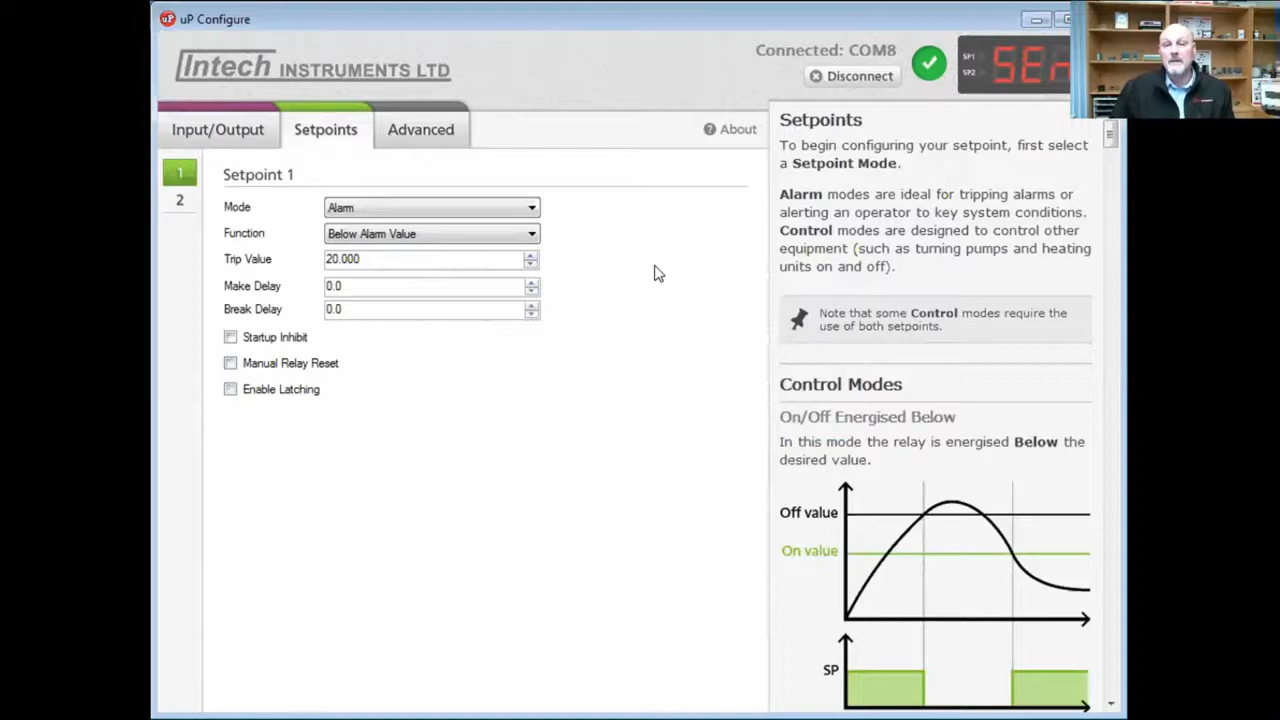 uP uP Configure
Intech INSTRUMENTS LTD
Connected: COM8
Disconnect
SP1
SP2
Input/Output
Setpoints
Advanced
About
1
2
Setpoint 1
Mode
Alarm
Function
Below Alarm Value
Trip Value
20.000
Make Delay
0.0
Break Delay
0.0
Startup Inhibit
Manual Relay Reset
Enable Latching
Setpoints
To begin configuring your setpoint, first select
a Setpoint Mode.
Alarm modes are ideal for tripping alarms or
alerting an operator to key system conditions.
Control modes are designed to control other
equipment (such as turning pumps and heating
units on and off).
Note that some Control modes require the
use of both setpoints.
Control Modes
On/Off Energised Below
In this mode the relay is energised Below the
desired value.
Off value
On value
SP